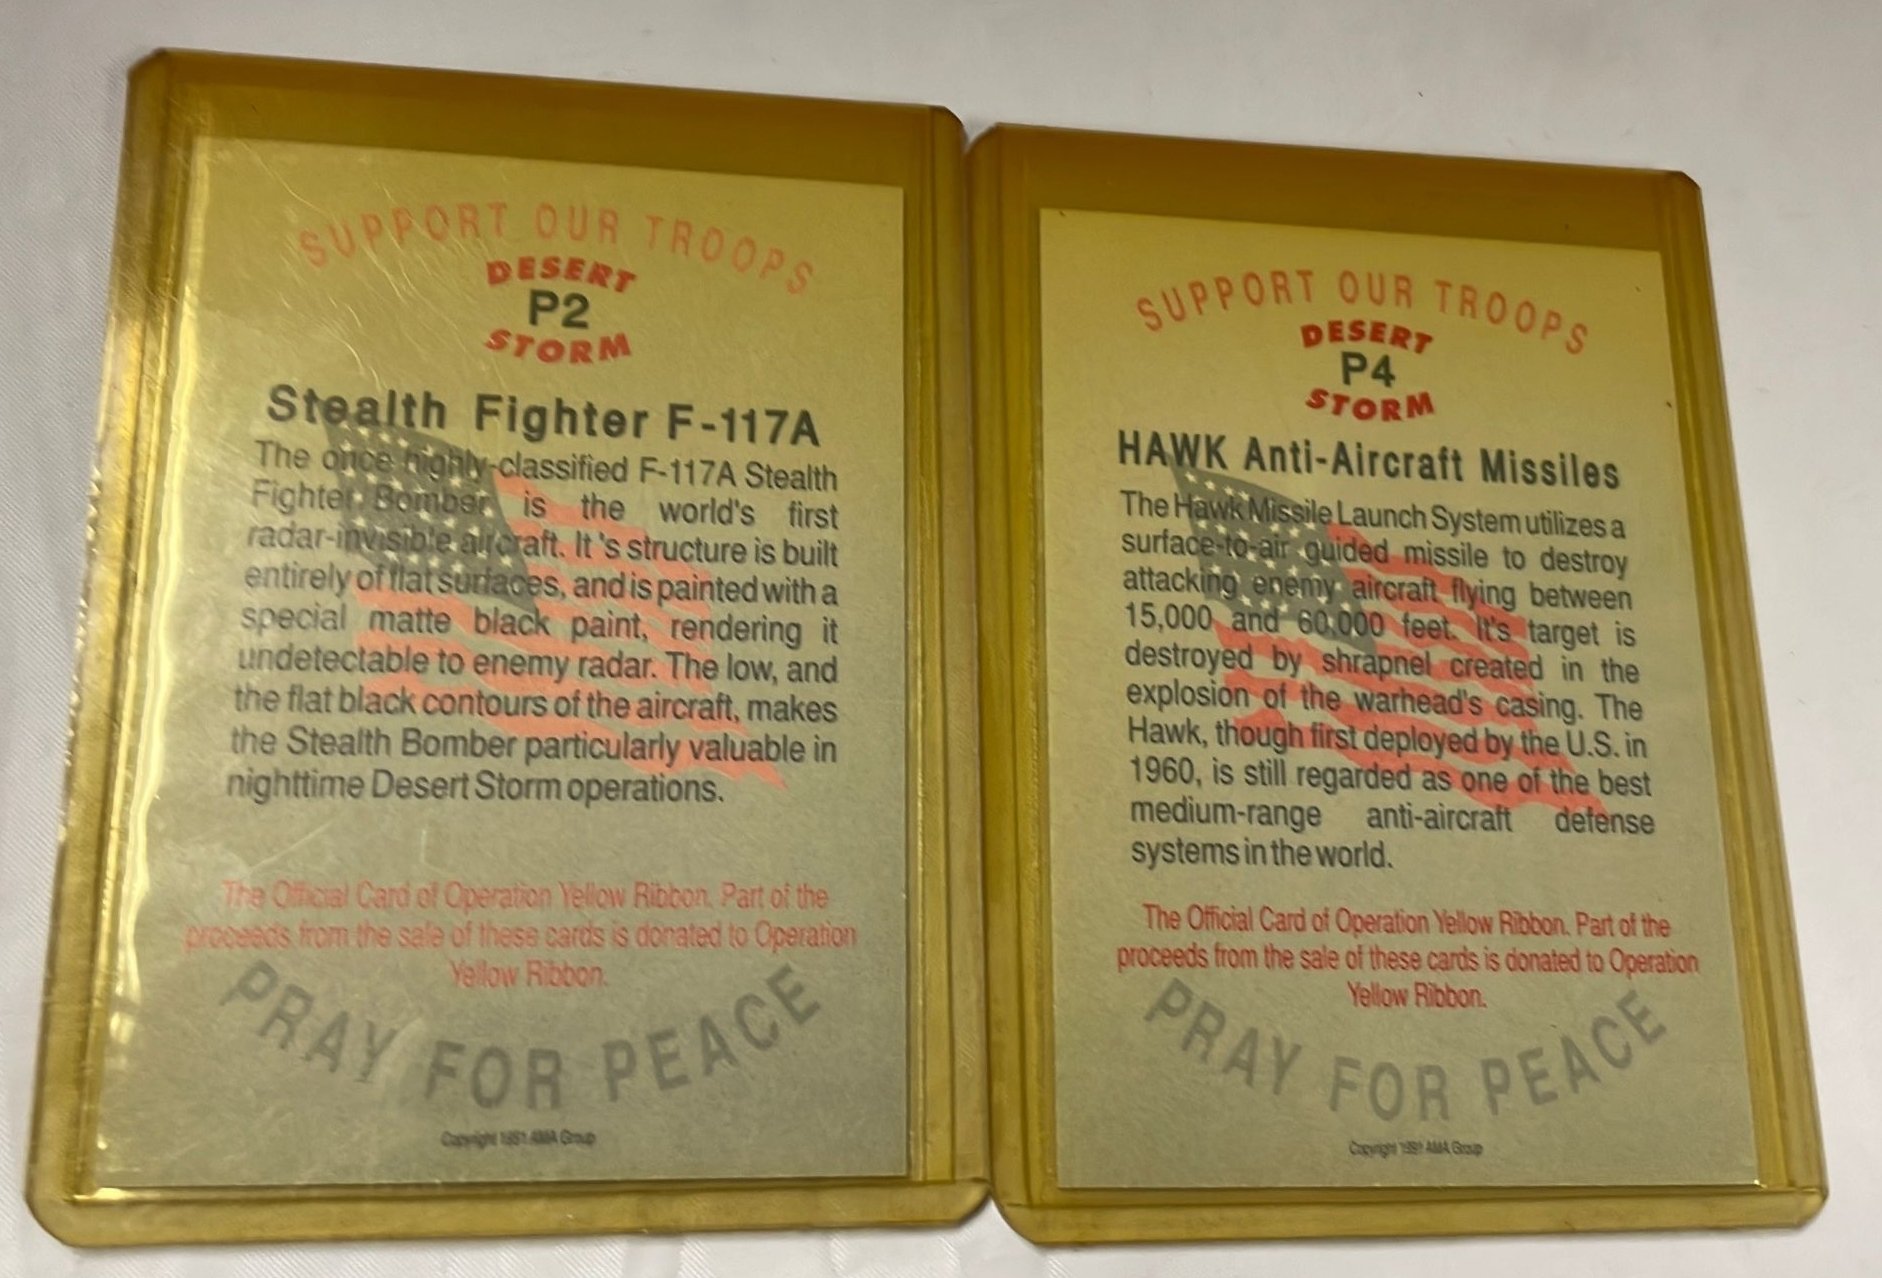 SUPPORT OUR TROOPS
DESERT
P2
STORM
Stealth Fighter F-117A
The once highly-classified F-117A Stealth
Fighter Bomber is the world's first
radar-invisible aircraft. It 's structure is built
entirely of flat surfaces, and is painted with a
special matte black paint, rendering it
undetectable to enemy radar. The low, and
the flat black contours of the aircraft, makes
the Stealth Bomber particularly valuable in
nighttime Desert Storm operations.
The Official Card of Operation Yellow Ribbon. Part of the
proceeds from the sale of these cards is donated to Operation
Yellow Ribbon.
PRAY FOR PEACE
Copyright 1991 AMA Group
SUPPORT OUR TROOPS
DESERT
P4
STORM
HAWK Anti-Aircraft Missiles
The Hawk Missile Launch System utilizes a
surface-to-air guided missile to destroy
attacking enemy aircraft flying between
15,000 and 60,000 feet. It's target is
destroyed by shrapnel created in the
explosion of the warhead's casing. The
Hawk, though first deployed by the U.S. in
1960, is still regarded as one of the best
medium-range anti-aircraft defense
systems in the world.
The Official Card of Operation Yellow Ribbon. Part of the
proceeds from the sale of these cards is donated to Operation
Yellow Ribbon.
PRAY FOR PEACE
Copyright 1991 AMA Group